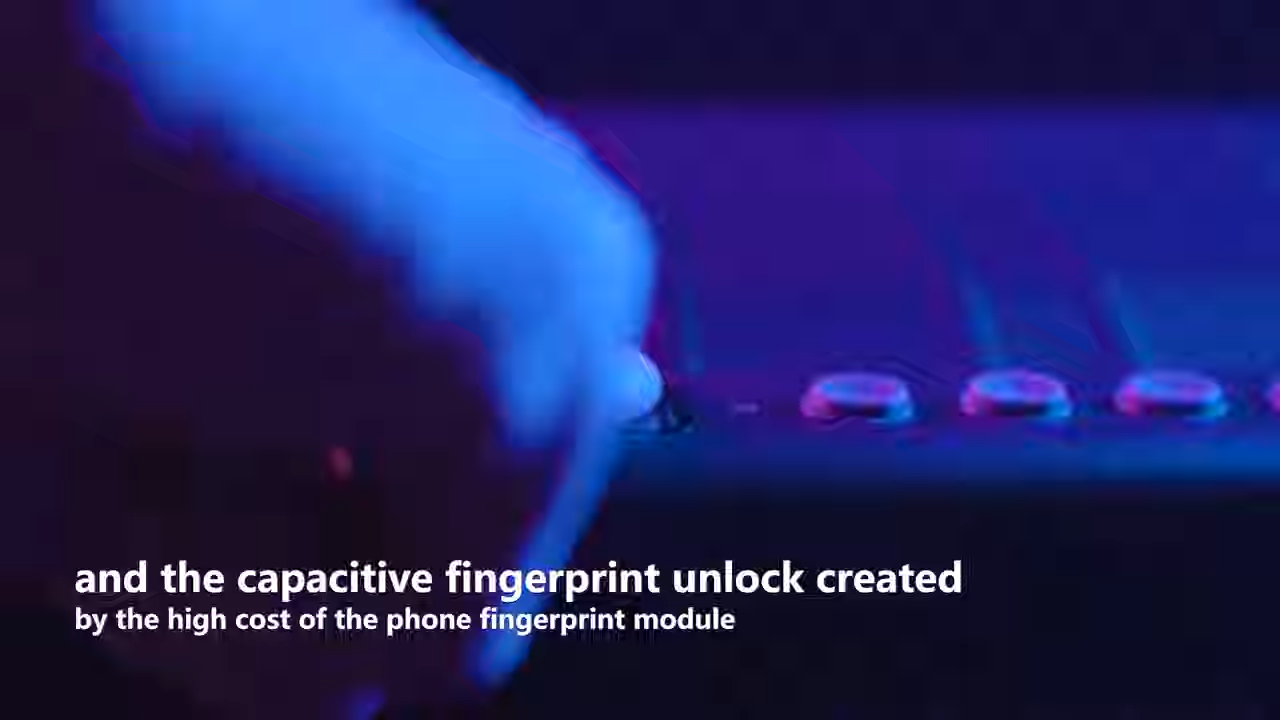 and the capacitive fingerprint unlock created
by the high cost of the phone fingerprint module